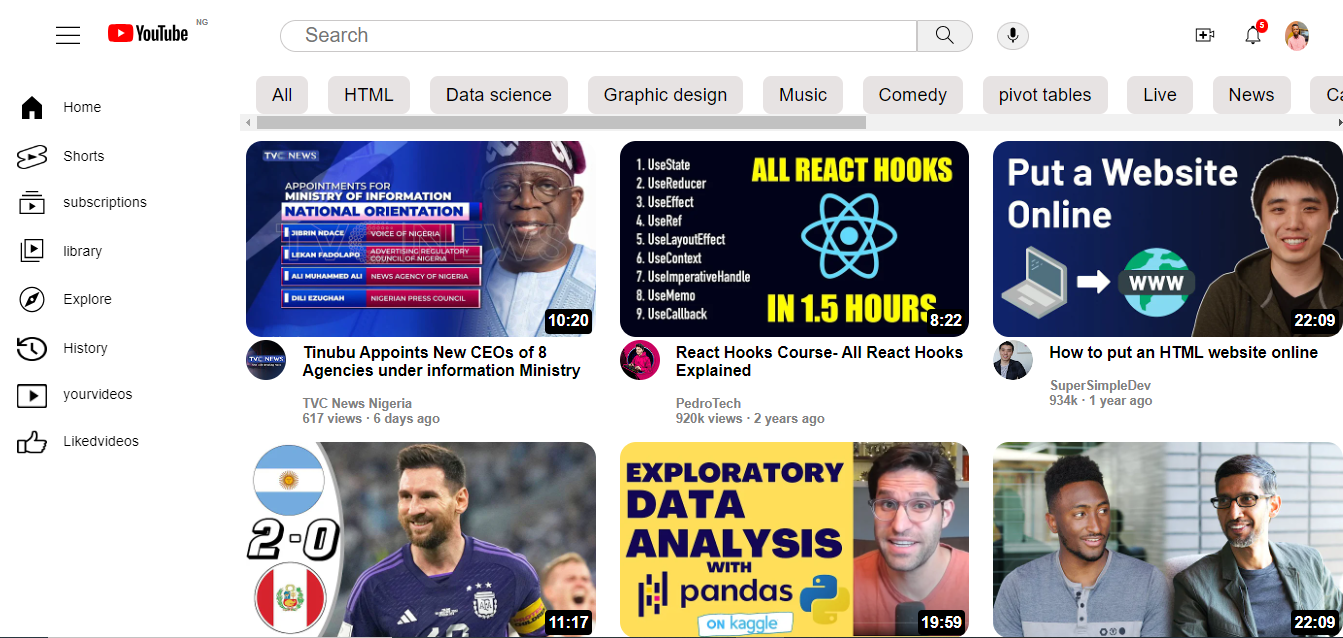 YouTube NG
Search
5
All HTML Data science Graphic design Music Comedy pivot tables Live News Ca
Home
Shorts
subscriptions
library
Explore
History
yourvideos
Likedvideos
TVC NEWS
APPOINTMENTS FOR
MINISTRY OF INFORMATION
NATIONAL ORIENTATION
JIBRIN NDACE VOICE OF NIGERIA
LEKAN FADOLAPO ADVERTISING REGULATORY
COUNCIL OF NIGERIA
ALI MUHAMMED ALI NEWS AGENCY OF NIGERIA
DILI EZUGHAH NIGERIAN PRESS COUNCIL
TVC NEWS
10:20
TVC NEWS
Tinubu Appoints New CEOs of 8
Agencies under information Ministry
TVC News Nigeria
617 views · 6 days ago
1. UseState
2. UseReducer
3. UseEffect
4. UseRef
5. UseLayoutEffect
6. UseContext
7. UseImperativeHandle
8. UseMemo
9. UseCallback
ALL REACT HOOKS
IN 1.5 HOURS
8:22
React Hooks Course- All React Hooks
Explained
PedroTech
920k views · 2 years ago
Put a Website
Online
WWW
22:09
How to put an HTML website online
SuperSimpleDev
934k · 1 year ago
2-0
AFA
11:17
EXPLORATORY
DATA
ANALYSIS
WITH
pandas
ON kaggle
19:59
22:09